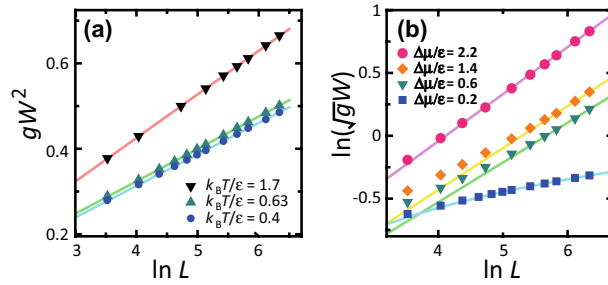 (a)
gW²
0.6
0.4
0.2
3 4 5 6
ln L
k_BT/ε = 1.7
k_BT/ε = 0.63
k_BT/ε = 0.4
(b)
ln(√gW)
1
0.5
0
-0.5
4 5 6
ln L
Δμ/ε = 2.2
Δμ/ε = 1.4
Δμ/ε = 0.6
Δμ/ε = 0.2